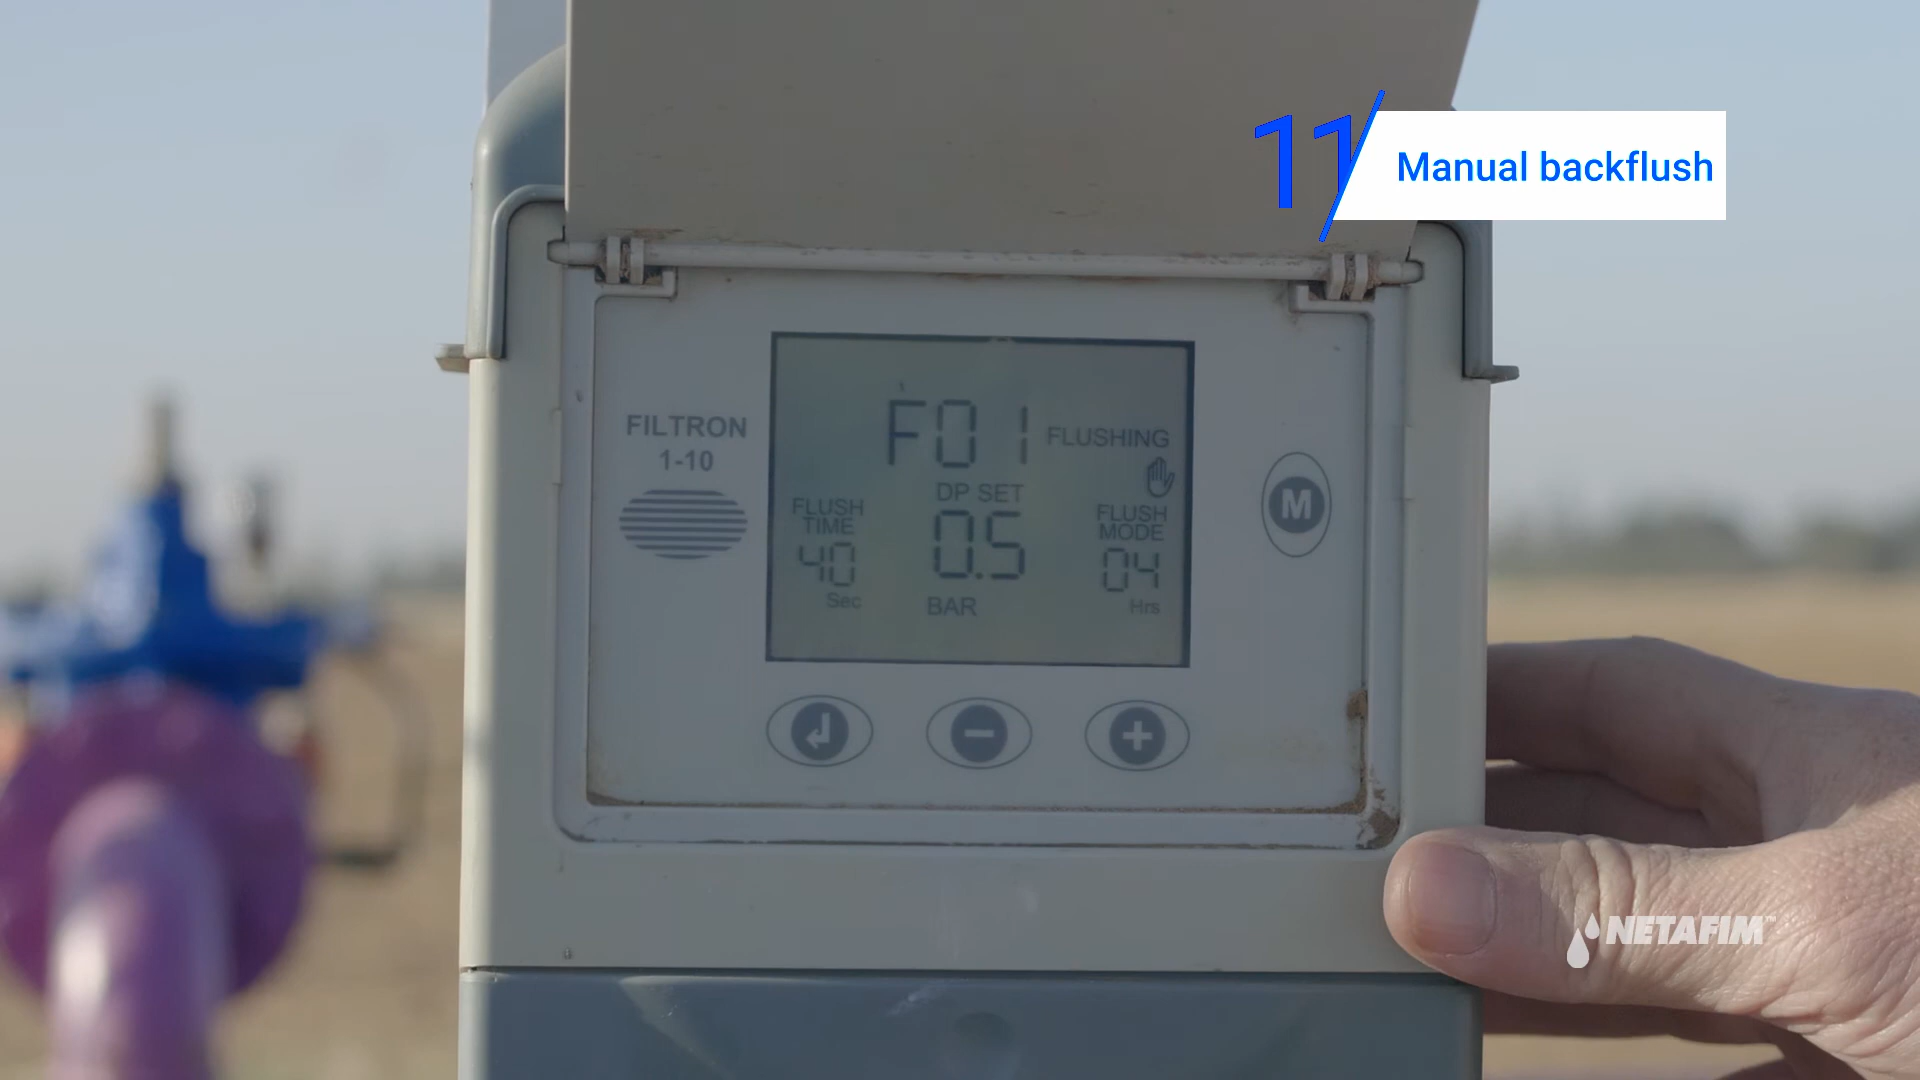 11 Manual backflush
FILTRON
1-10
F01 FLUSHING
DP SET
FLUSH
TIME
40
Sec
0.5
BAR
FLUSH
MODE
04
Hrs
M
NETAFIM™